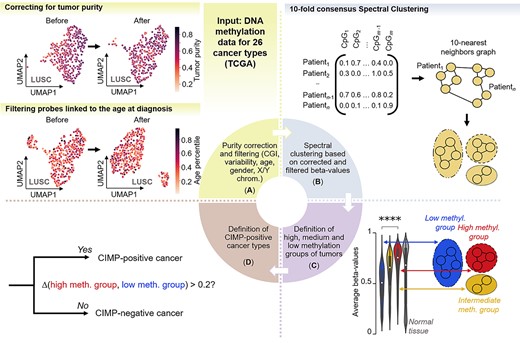 Correcting for tumor purity
Before
After
UMAP2
LUSC
UMAP1
UMAP2
LUSC
UMAP1
0.8
0.6
0.4
0.2
Tumor purity
Filtering probes linked to the age at diagnosis
Before
After
UMAP2
LUSC
UMAP1
UMAP2
LUSC
UMAP1
0.8
0.6
0.4
0.2
Age percentile
Input: DNA
methylation
data for 26
cancer types
(TCGA)
10-fold consensus Spectral Clustering
CpG1 CpG2 … CpGm-1 CpGm
Patient1 0.1 0.7 … 0.4 0.0
Patient2 0.3 0.0 … 1.0 0.5
…
Patientn-1 0.7 0.6 … 0.8 0.2
Patientn 0.0 0.1 … 0.1 0.9
10-nearest
neighbors graph
Patient1
Patientn
Purity correction
and filtering (CGI,
variability, age,
gender, X/Y
chrom.)
(A)
Spectral
clustering based
on corrected and
filtered beta-values
(B)
Definition of
high, medium and
low methylation
groups of tumors
(C)
Definition of
CIMP-positive
cancer types
(D)
Yes
CIMP-positive cancer
Δ(high meth. group, low meth. group) > 0.2?
No
CIMP-negative cancer
Average beta-values
1
0.5
0
****
Low methyl.
group
High methyl.
group
Intermediate
meth. group
Normal
tissue